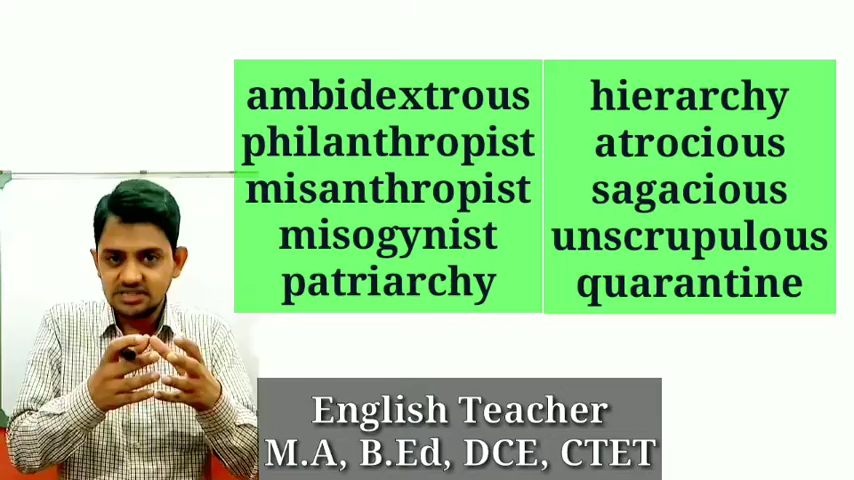 ambidextrous
philanthropist
misanthropist
misogynist
patriarchy
hierarchy
atrocious
sagacious
unscrupulous
quarantine
English Teacher
M.A, B.Ed, DCE, CTET